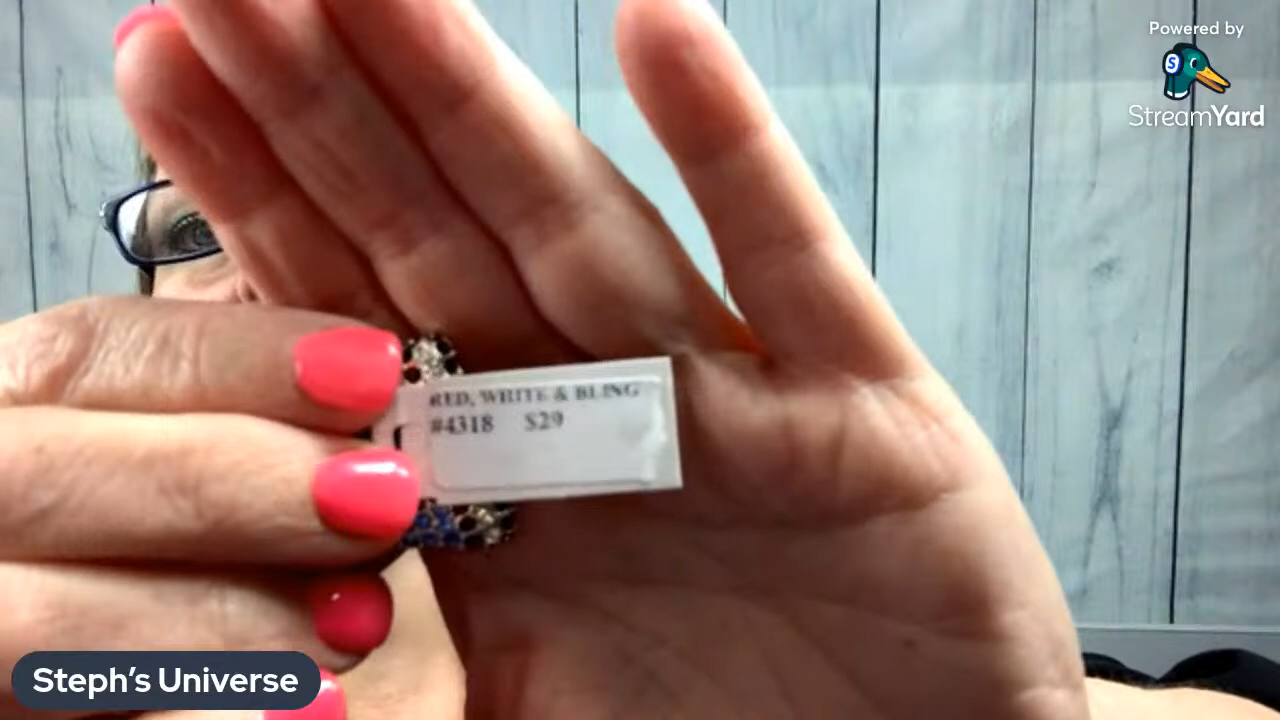 Powered by
S
StreamYard
RED, WHITE & BLING
#4318 $29
Steph's Universe